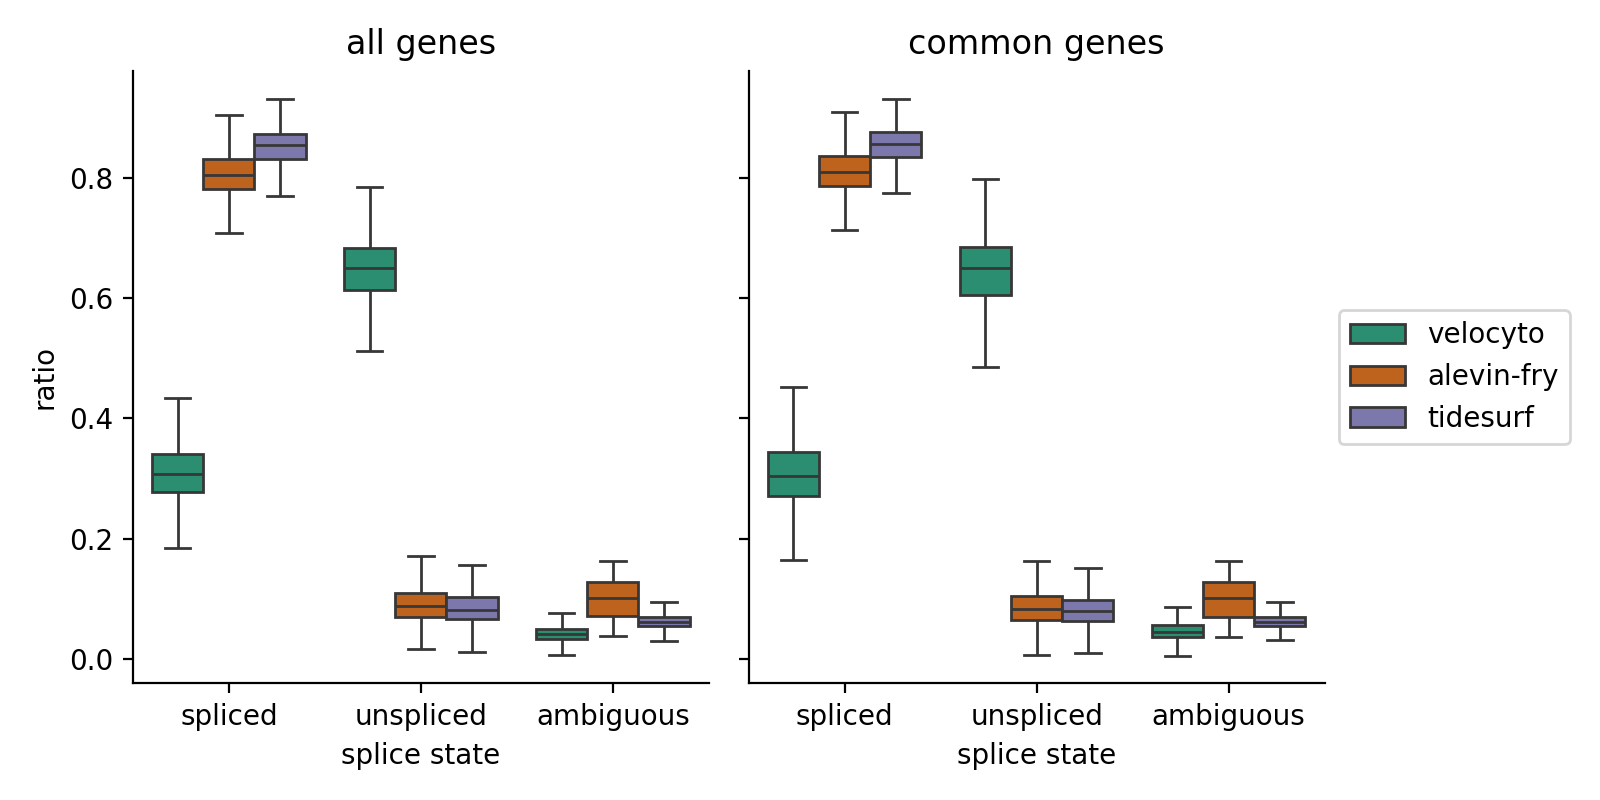 all genes
common genes
ratio
0.8
0.6
0.4
0.2
0.0
spliced
unspliced
ambiguous
splice state
spliced
unspliced
ambiguous
splice state
velocyto
alevin-fry
tidesurf